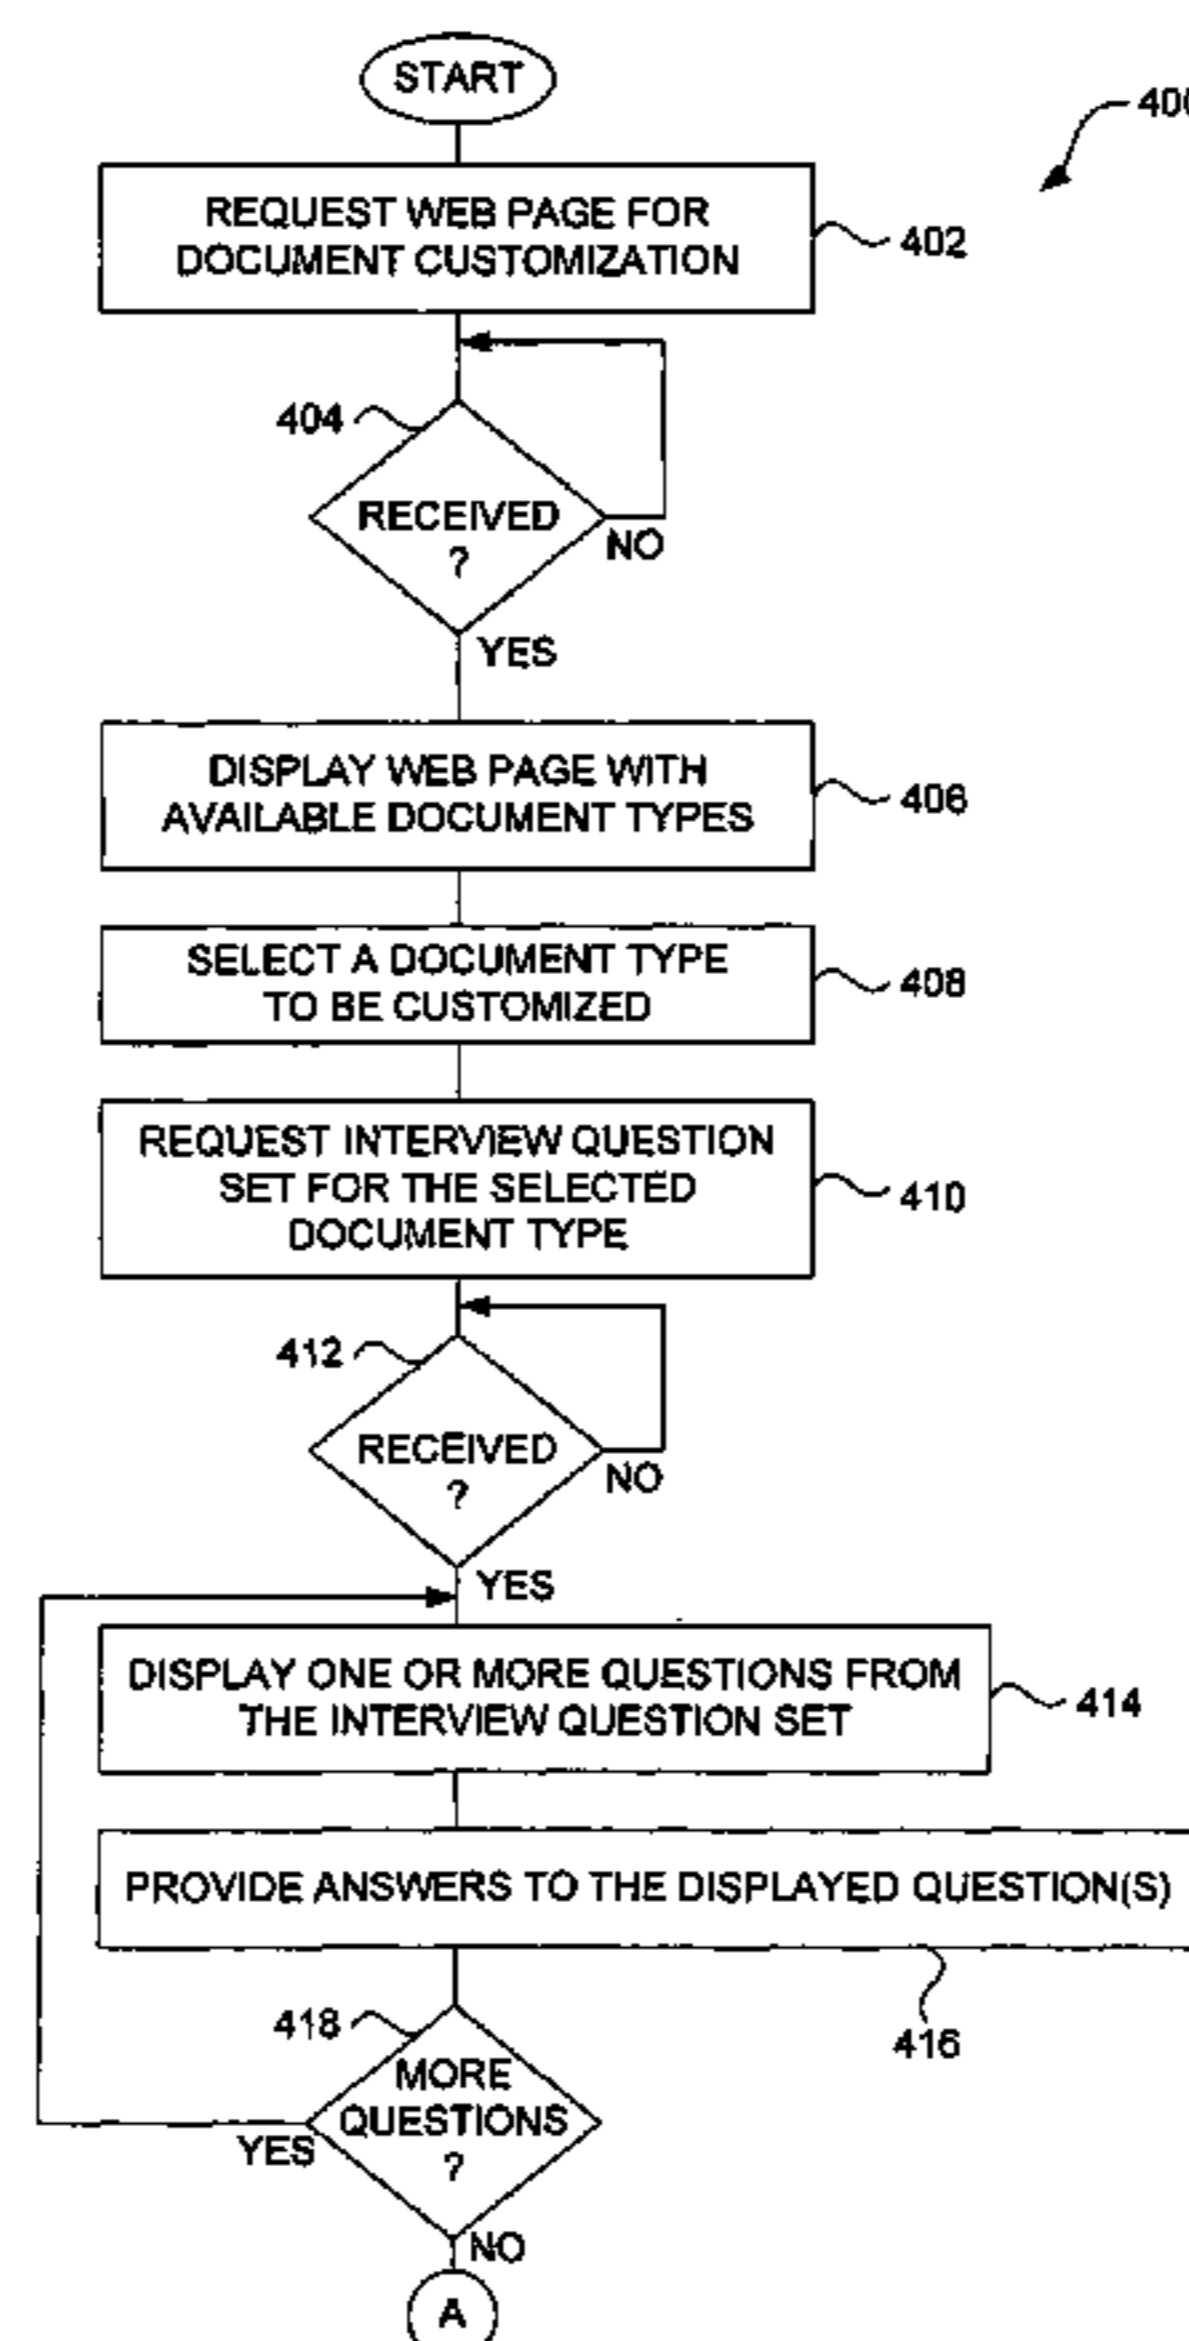 START
400
REQUEST WEB PAGE FOR
DOCUMENT CUSTOMIZATION
402
404
RECEIVED
?
NO
YES
DISPLAY WEB PAGE WITH
AVAILABLE DOCUMENT TYPES
406
SELECT A DOCUMENT TYPE
TO BE CUSTOMIZED
408
REQUEST INTERVIEW QUESTION
SET FOR THE SELECTED
DOCUMENT TYPE
410
412
RECEIVED
?
NO
YES
DISPLAY ONE OR MORE QUESTIONS FROM
THE INTERVIEW QUESTION SET
414
PROVIDE ANSWERS TO THE DISPLAYED QUESTION(S)
416
418
MORE
QUESTIONS
?
YES
NO
A